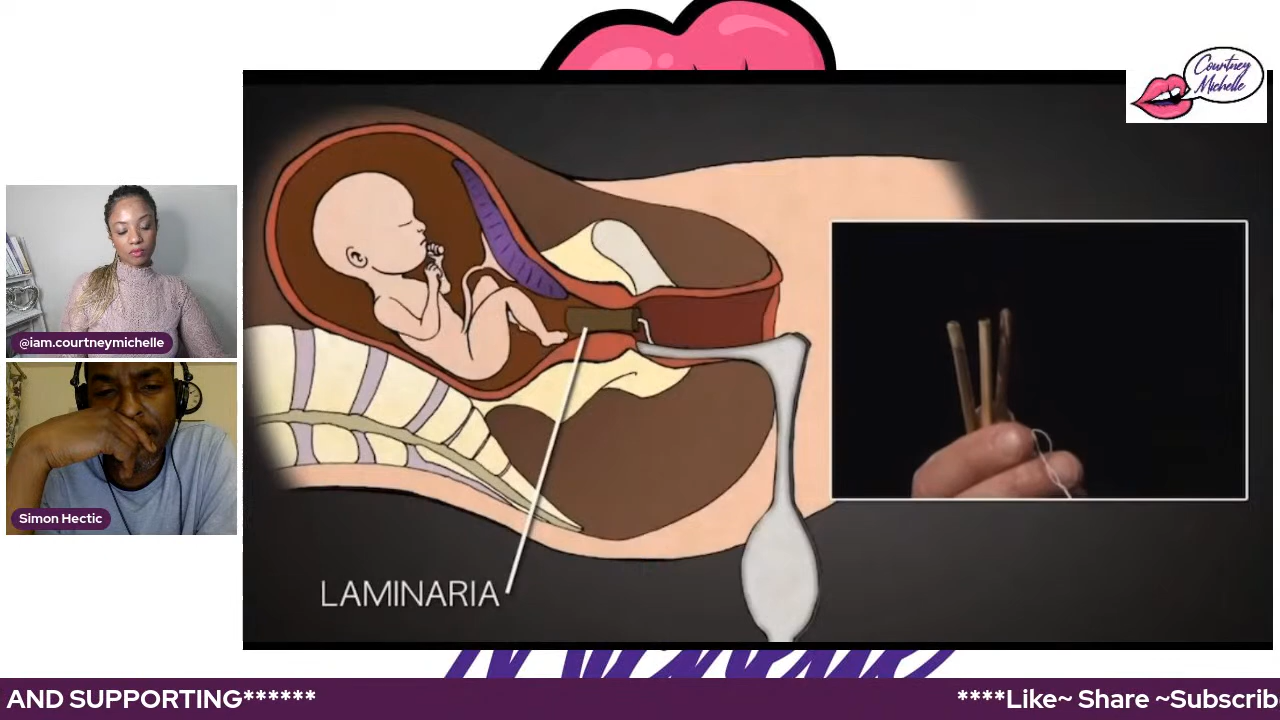 Courtney
Michelle
@iam.courtneymichelle
Simon Hectic
LAMINARIA
AND SUPPORTING****** ****Like~ Share ~Subscrib